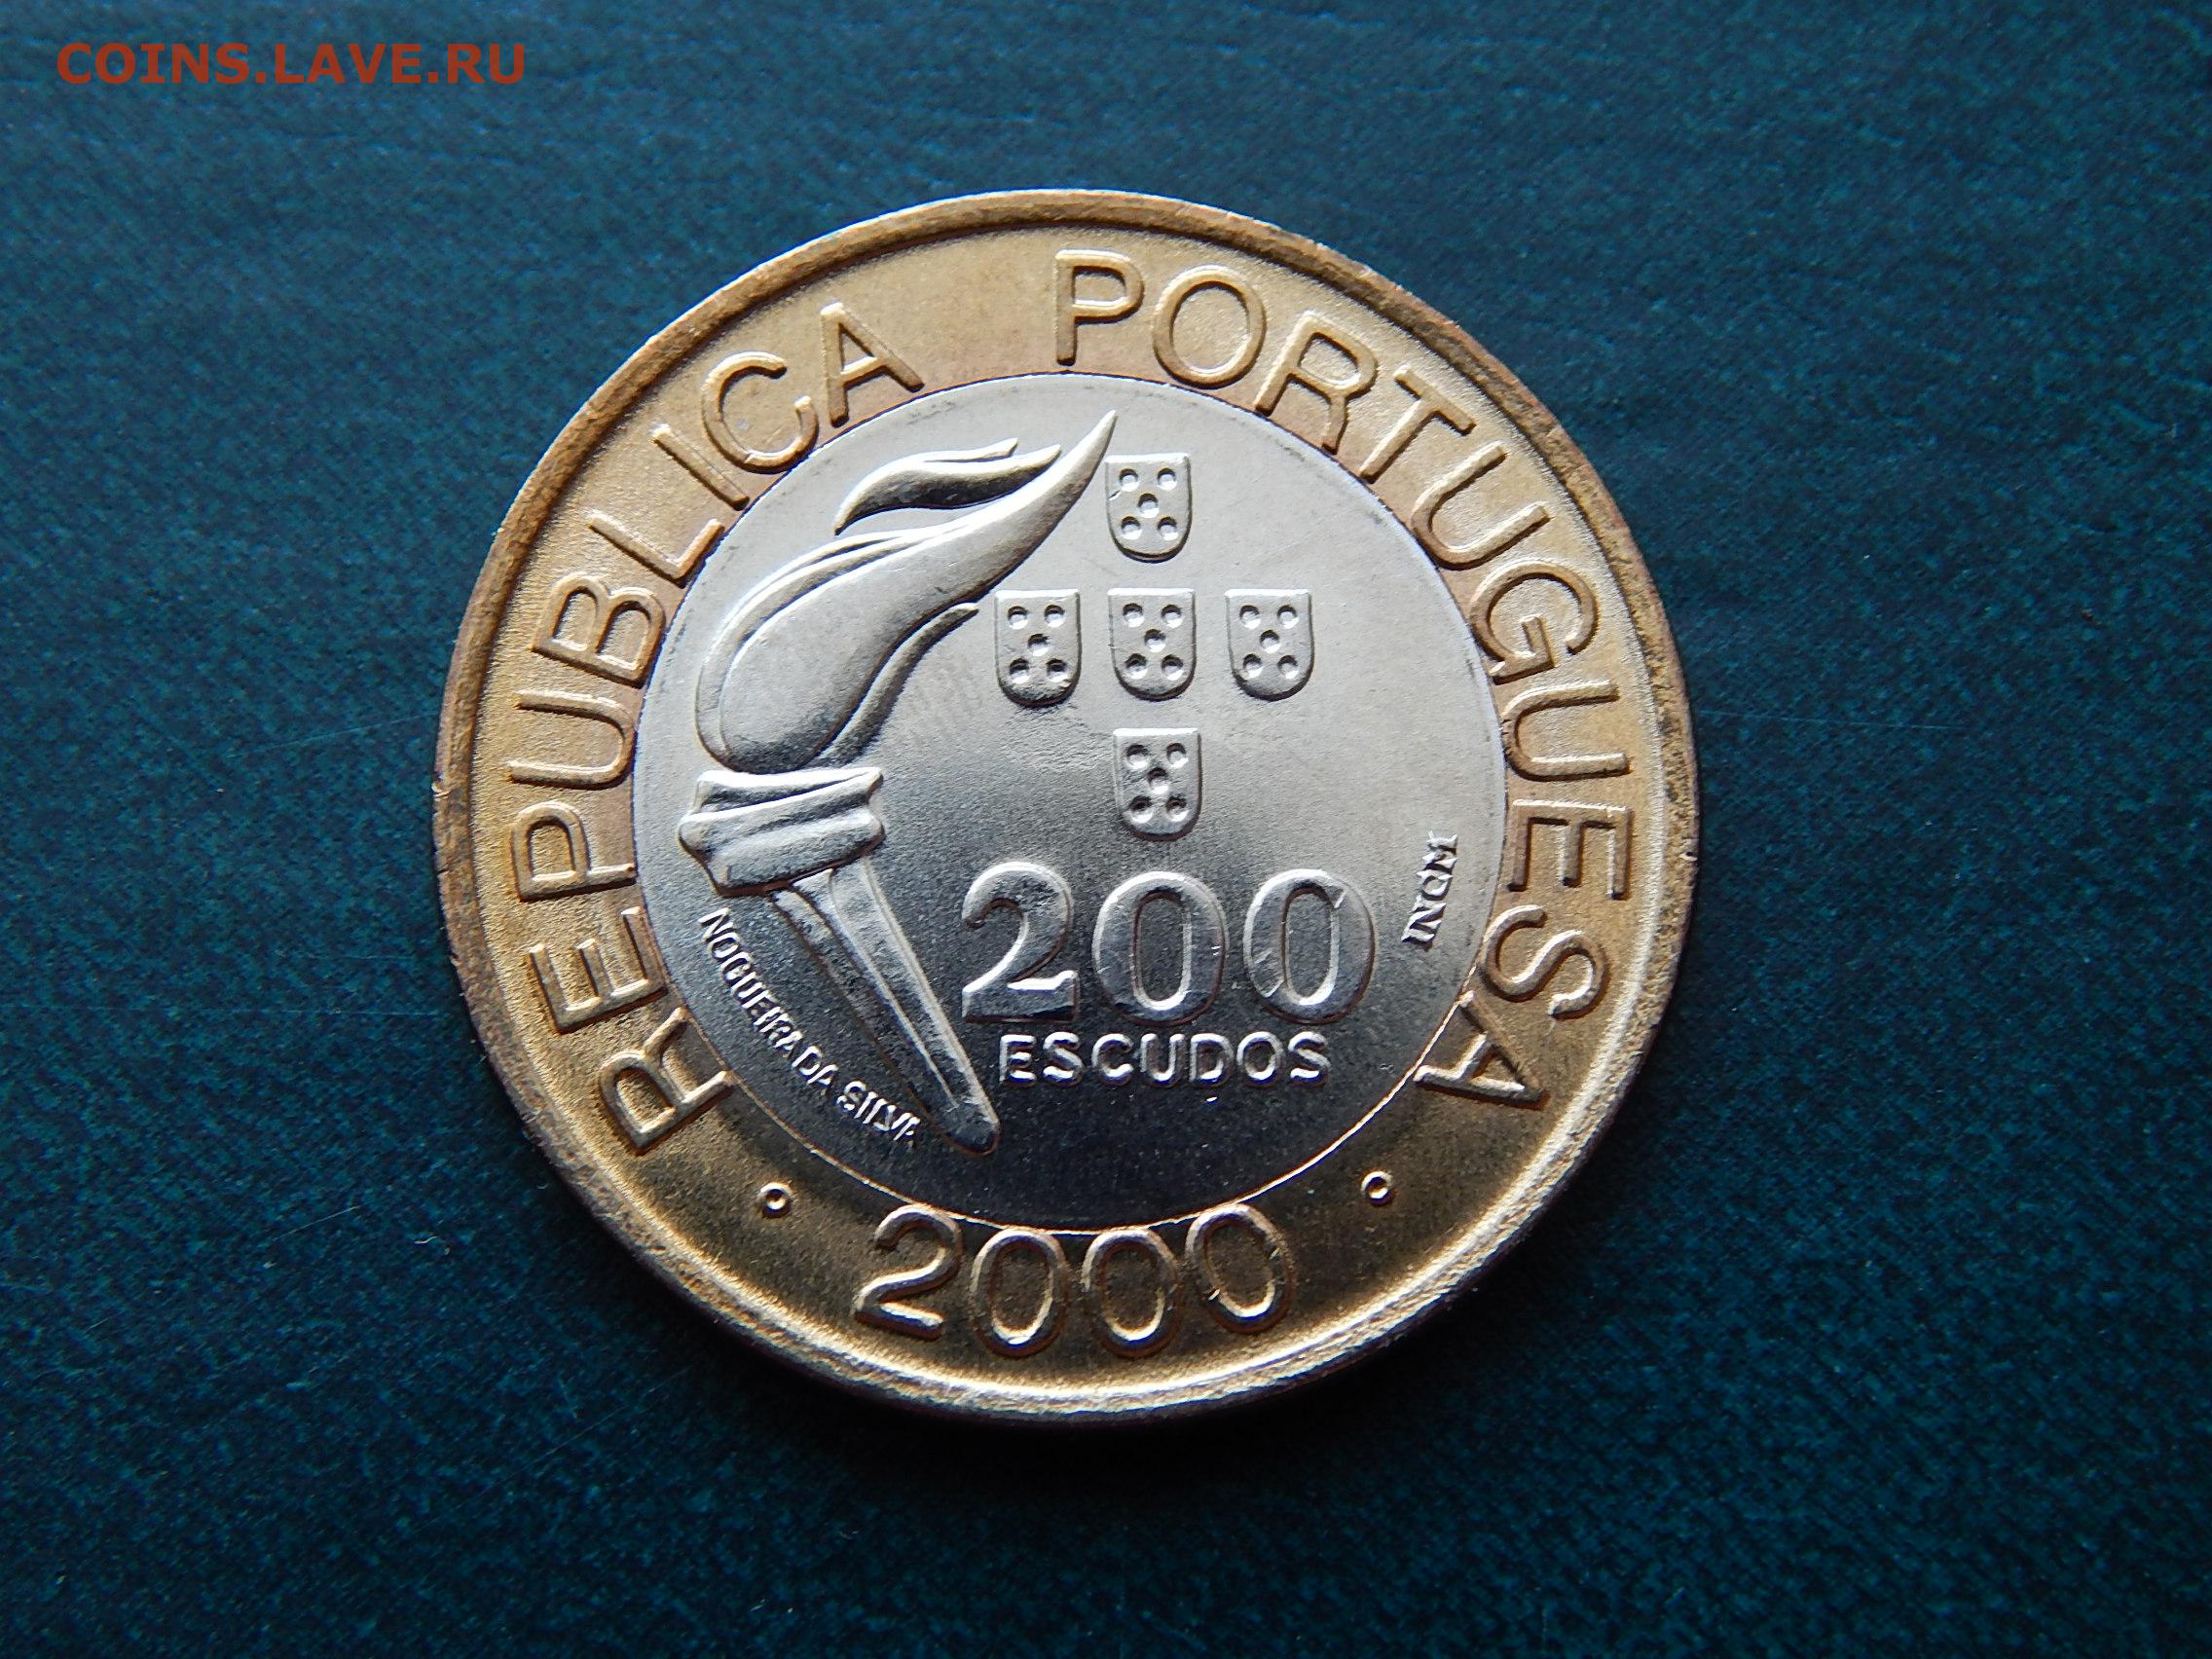 COINS.LAVE.RU
REPUBLICA PORTUGUESA
200
ESCUDOS
INCM
NOGUEIRA DA SILVA
2000